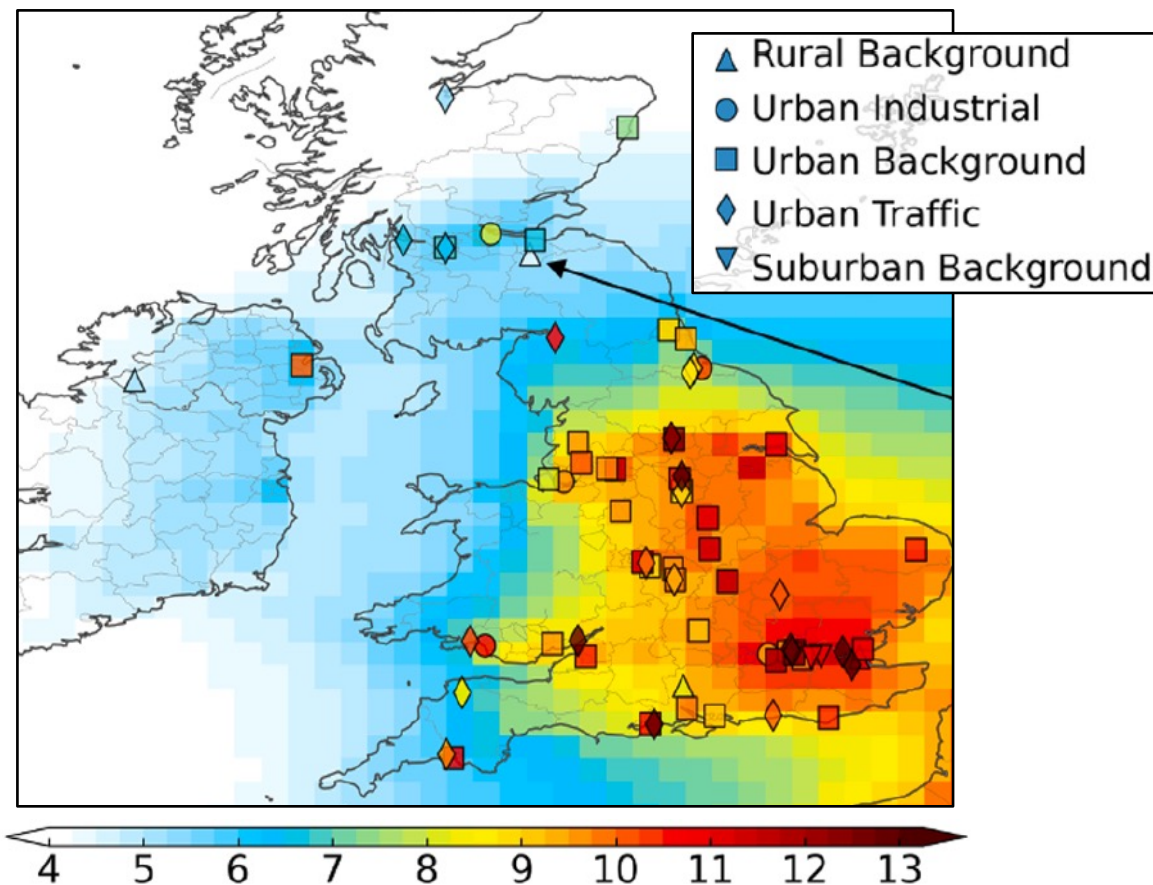 Rural Background
Urban Industrial
Urban Background
Urban Traffic
Suburban Background
4 5 6 7 8 9 10 11 12 13